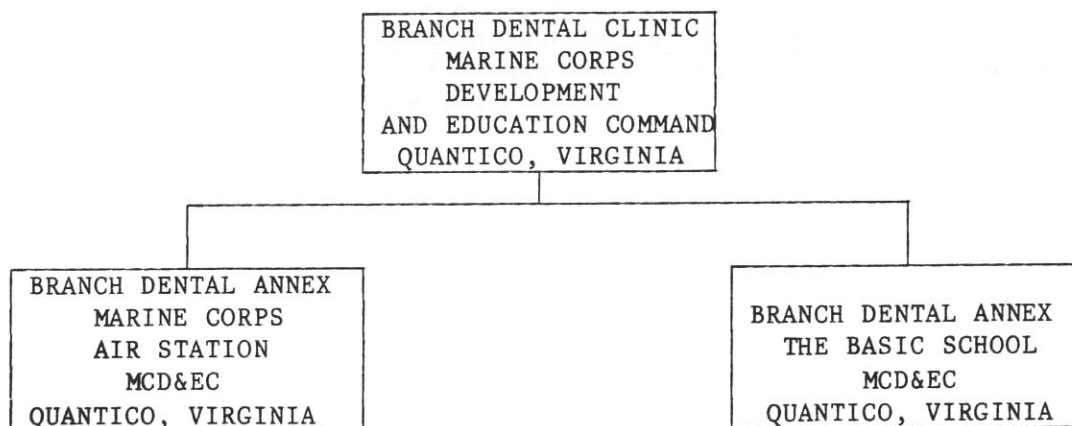 BRANCH DENTAL CLINIC
MARINE CORPS
DEVELOPMENT
AND EDUCATION COMMAND
QUANTICO, VIRGINIA
BRANCH DENTAL ANNEX
MARINE CORPS
AIR STATION
MCD&EC
QUANTICO, VIRGINIA
BRANCH DENTAL ANNEX
THE BASIC SCHOOL
MCD&EC
QUANTICO, VIRGINIA